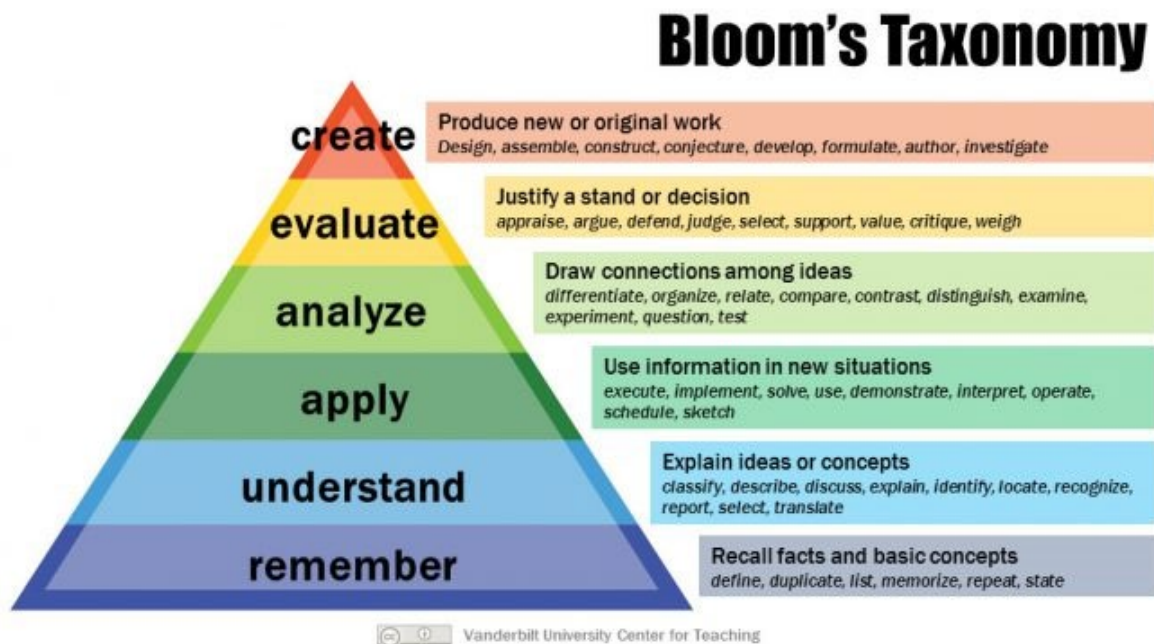 Bloom's Taxonomy
create
Produce new or original work
Design, assemble, construct, conjecture, develop, formulate, author, investigate
evaluate
Justify a stand or decision
appraise, argue, defend, judge, select, support, value, critique, weigh
analyze
Draw connections among ideas
differentiate, organize, relate, compare, contrast, distinguish, examine,
experiment, question, test
apply
Use information in new situations
execute, implement, solve, use, demonstrate, interpret, operate,
schedule, sketch
understand
Explain ideas or concepts
classify, describe, discuss, explain, identify, locate, recognize,
report, select, translate
remember
Recall facts and basic concepts
define, duplicate, list, memorize, repeat, state
cc
Vanderbilt University Center for Teaching